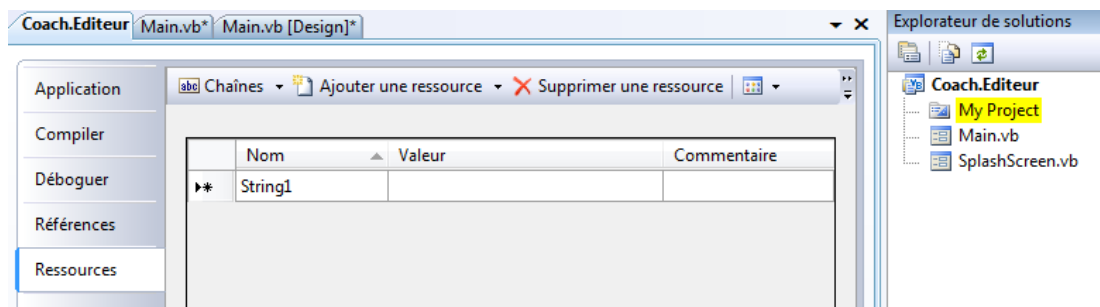 Coach.Editeur Main.vb* Main.vb [Design]*
Explorateur de solutions
Application
Compiler
Déboguer
Références
Ressources
abc Chaînes Ajouter une ressource Supprimer une ressource
Nom Valeur Commentaire
String1
Coach.Editeur
My Project
Main.vb
SplashScreen.vb